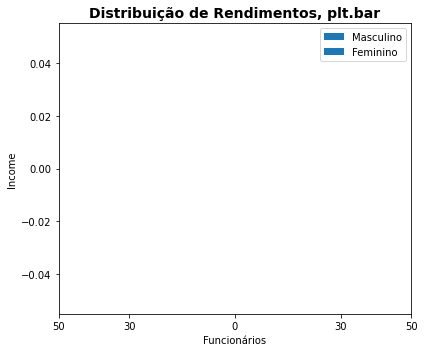 Distribuição de Rendimentos, plt.bar
Masculino
Feminino
0.04
0.02
0.00
−0.02
−0.04
Income
50 30 0 30 50
Funcionários